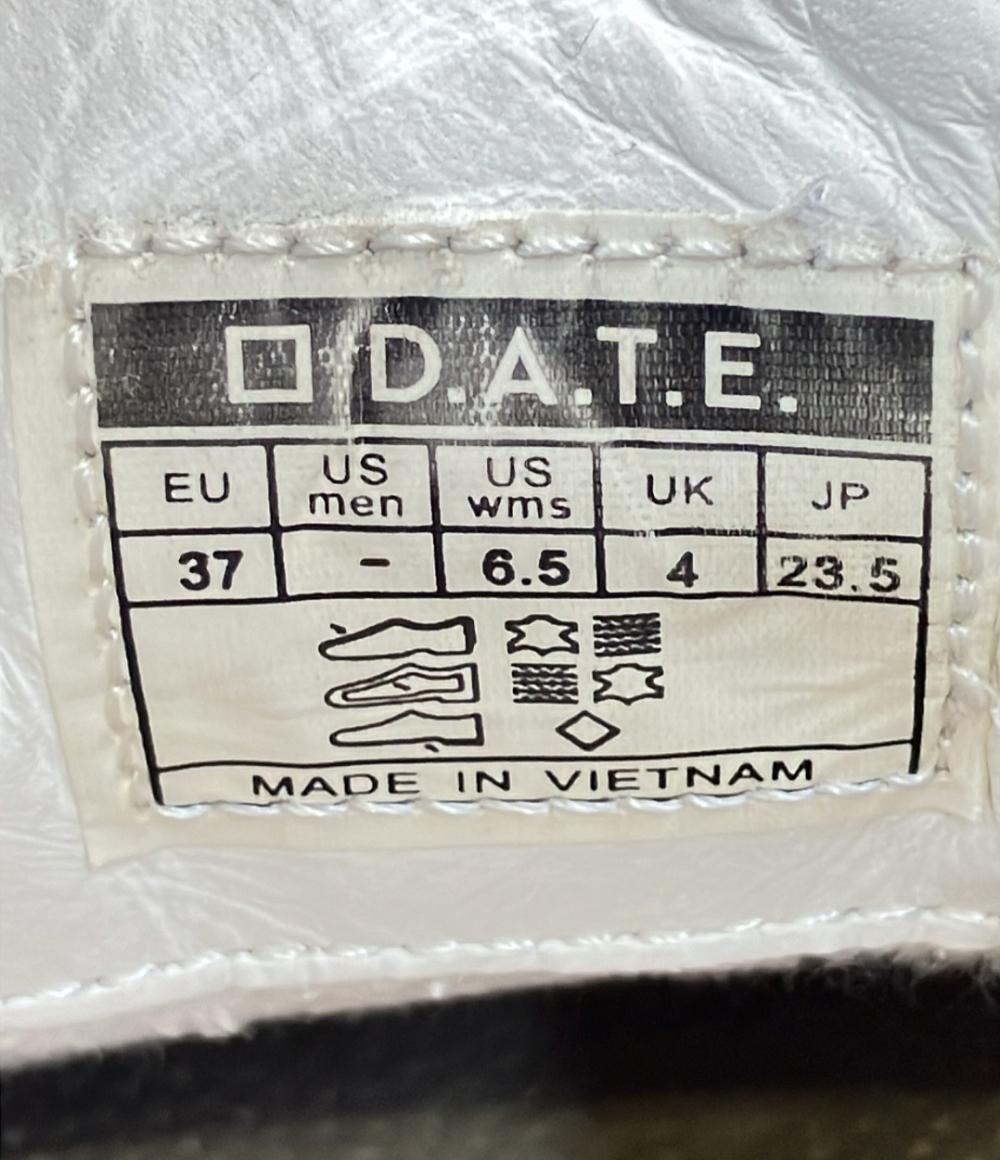 D.A.T.E.
EU US men US wms UK JP
37 - 6.5 4 23.5
MADE IN VIETNAM